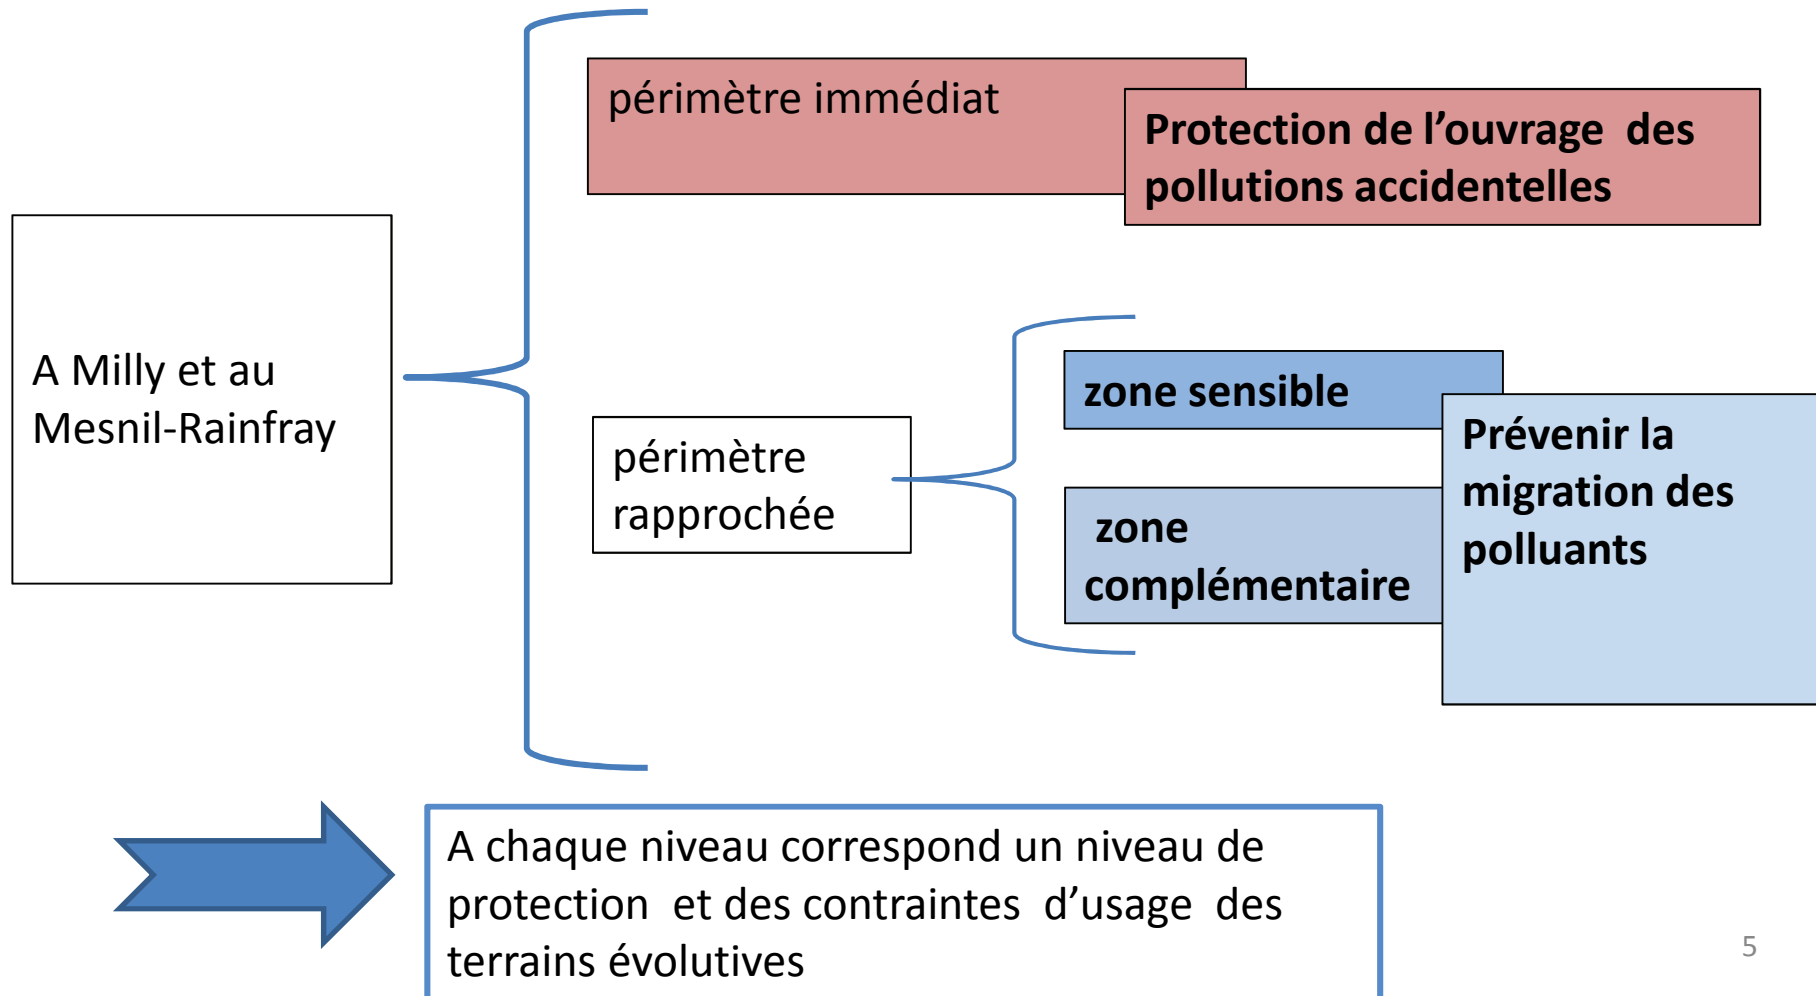 périmètre immédiat
Protection de l’ouvrage  des
pollutions accidentelles
A Milly et au
Mesnil-Rainfray
périmètre
rapprochée
zone sensible
zone
complémentaire
Prévenir la
migration des
polluants
A chaque niveau correspond un niveau de
protection  et des contraintes  d’usage  des
terrains évolutives
5